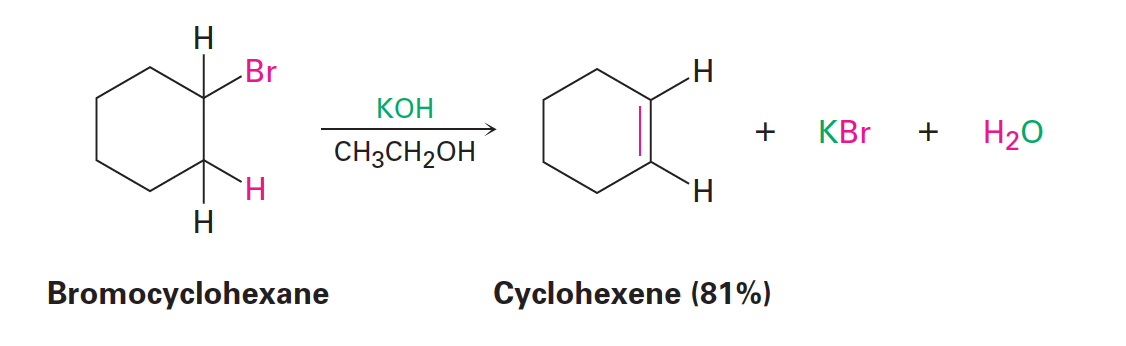 H
Br
H
H
KOH
CH₃CH₂OH
H
H
+ KBr + H₂O
Bromocyclohexane
Cyclohexene (81%)